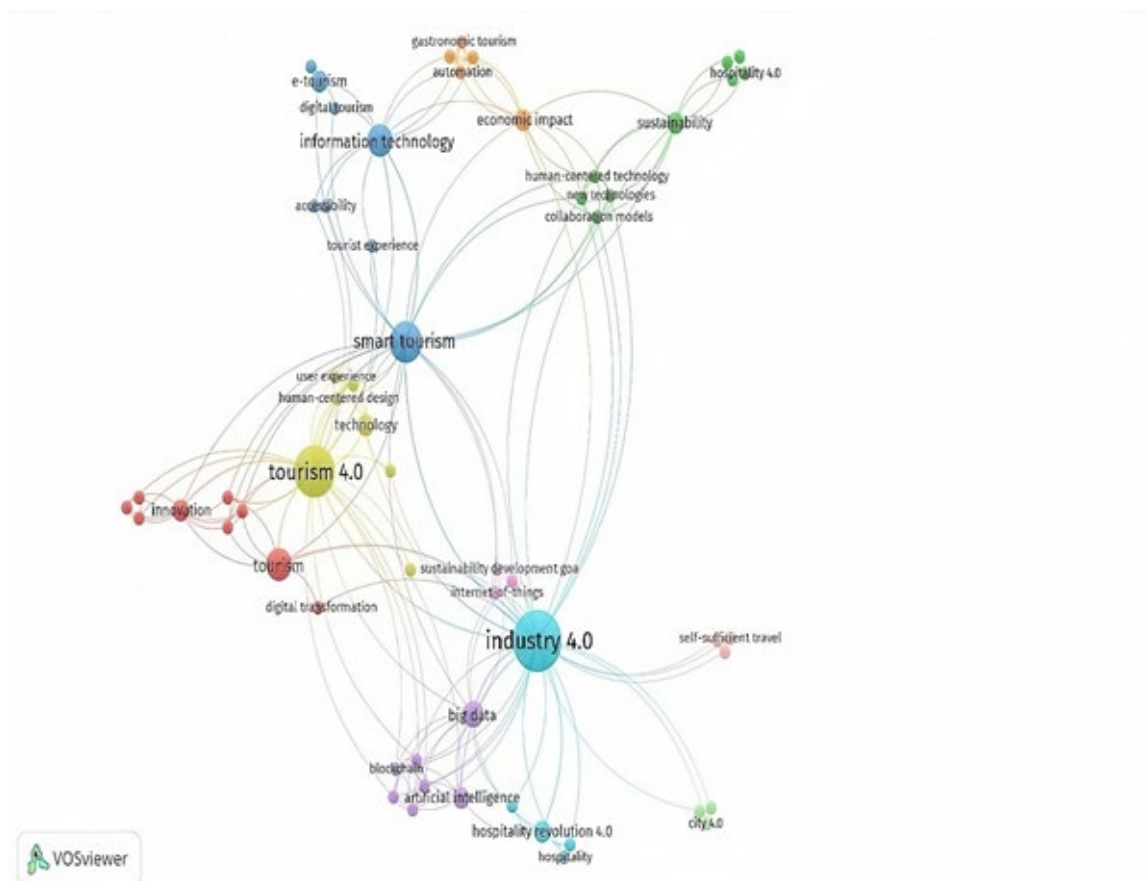 gastronomic tourism
automation
hospitality 4.0
e-tourism
digital tourism
economic impact
sustainability
information technology
human-centered technology
new technologies
accessibility
collaboration models
tourist experience
smart tourism
user experience
human-centered design
technology
tourism 4.0
innovation
tourism
sustainability development goa
internet-of-things
digital transformation
industry 4.0
self-sufficient travel
big data
blockchain
artificial intelligence
city 4.0
hospitality revolution 4.0
hospitality
VOSviewer